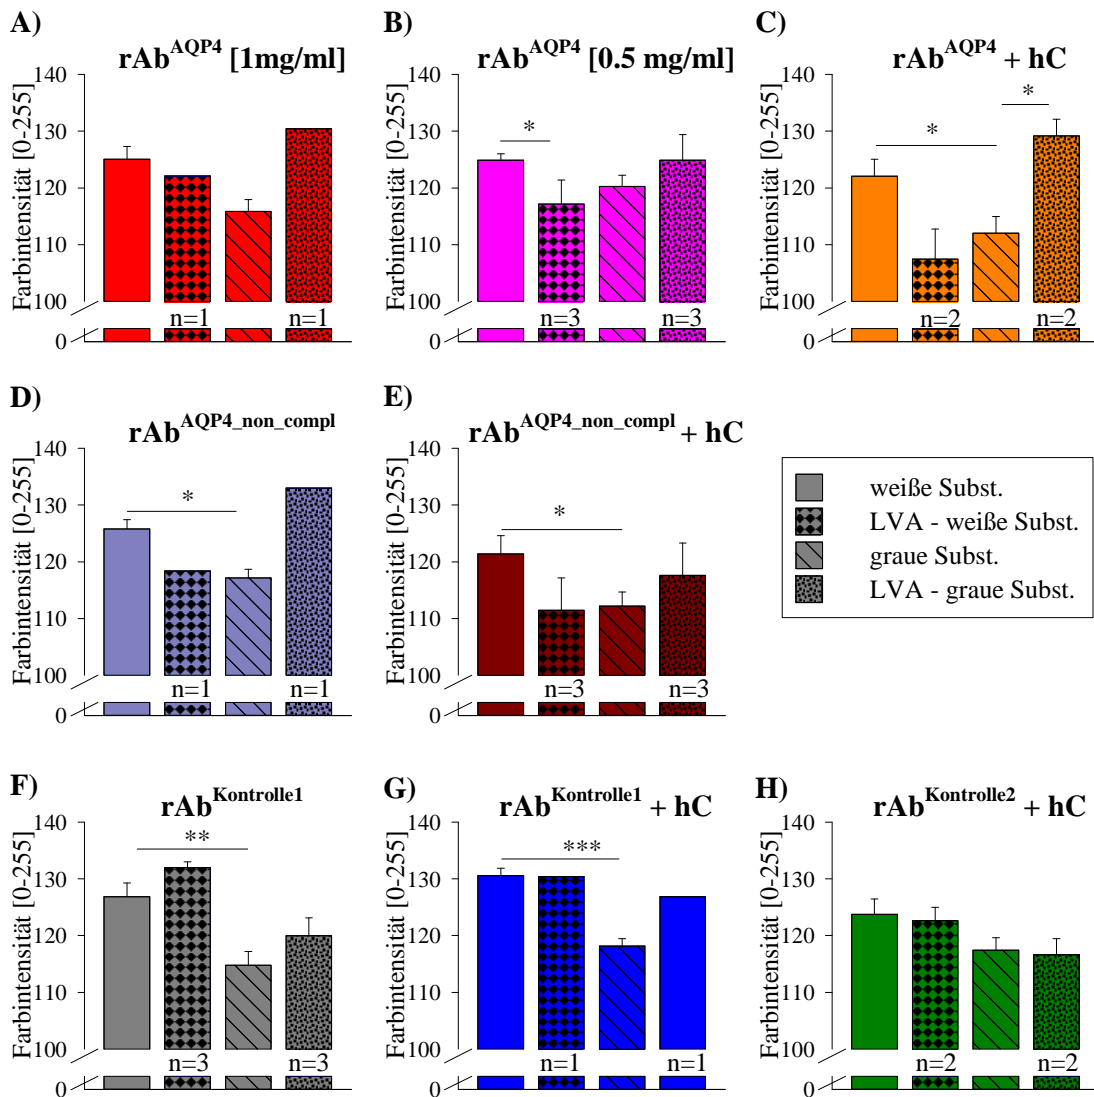 A)
rAb^AQP4 [1mg/ml]
Farbintensität [0-255]
140
130
120
110
100
0
n=1
n=1
B)
rAb^AQP4 [0.5 mg/ml]
Farbintensität [0-255]
140
130
120
110
100
0
*
n=3
n=3
C)
rAb^AQP4 + hC
Farbintensität [0-255]
140
130
120
110
100
0
*
*
n=2
n=2
D)
rAb^AQP4_non_compl
Farbintensität [0-255]
140
130
120
110
100
0
*
n=1
n=1
E)
rAb^AQP4_non_compl + hC
Farbintensität [0-255]
140
130
120
110
100
0
*
n=3
n=3
weiße Subst.
LVA - weiße Subst.
graue Subst.
LVA - graue Subst.
F)
rAb^Kontrolle1
Farbintensität [0-255]
140
130
120
110
100
0
**
n=3
n=3
G)
rAb^Kontrolle1 + hC
Farbintensität [0-255]
140
130
120
110
100
0
***
n=1
n=1
H)
rAb^Kontrolle2 + hC
Farbintensität [0-255]
140
130
120
110
100
0
n=2
n=2